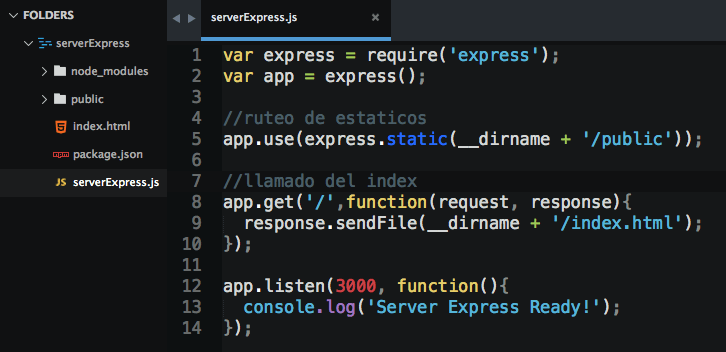 FOLDERS
serverExpress
node_modules
public
index.html
package.json
JS serverExpress.js
serverExpress.js ×
1 var express = require('express');
2 var app = express();
3
4 //ruteo de estaticos
5 app.use(express.static(__dirname + '/public'));
6
7 //llamado del index
8 app.get('/',function(request, response){
9   response.sendFile(__dirname + '/index.html');
10 });
11
12 app.listen(3000, function(){
13   console.log('Server Express Ready!');
14 });